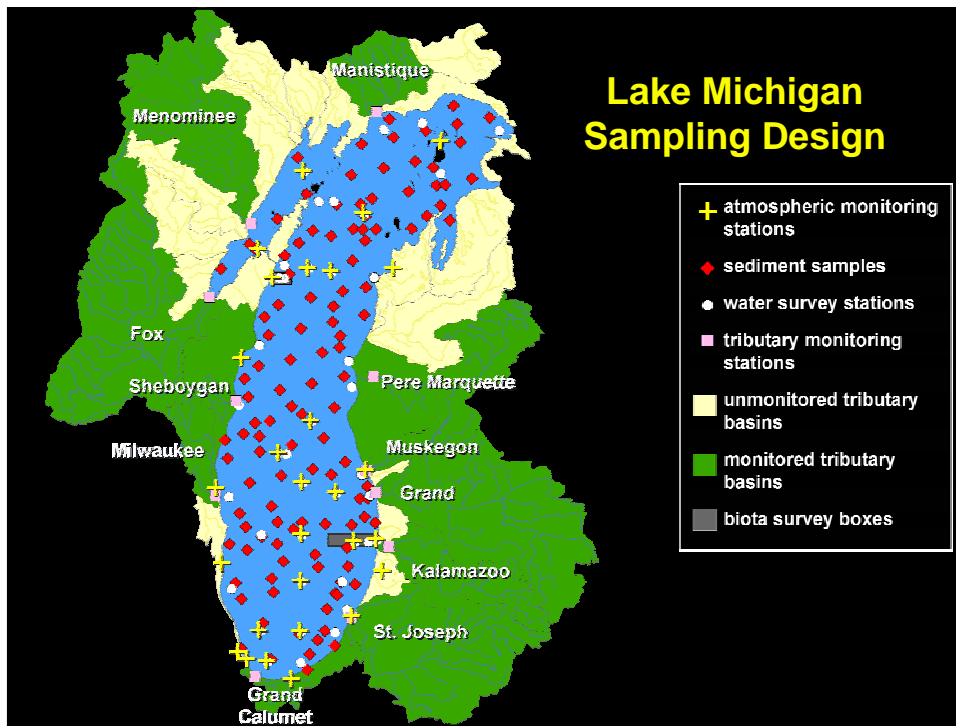 Lake Michigan
Sampling Design
Manistique
Menominee
Fox
Sheboygan
Milwaukee
Pere Marquette
Muskegon
Grand
Kalamazoo
St. Joseph
Grand
Calumet
atmospheric monitoring
stations
sediment samples
water survey stations
tributary monitoring
stations
unmonitored tributary
basins
monitored tributary
basins
biota survey boxes